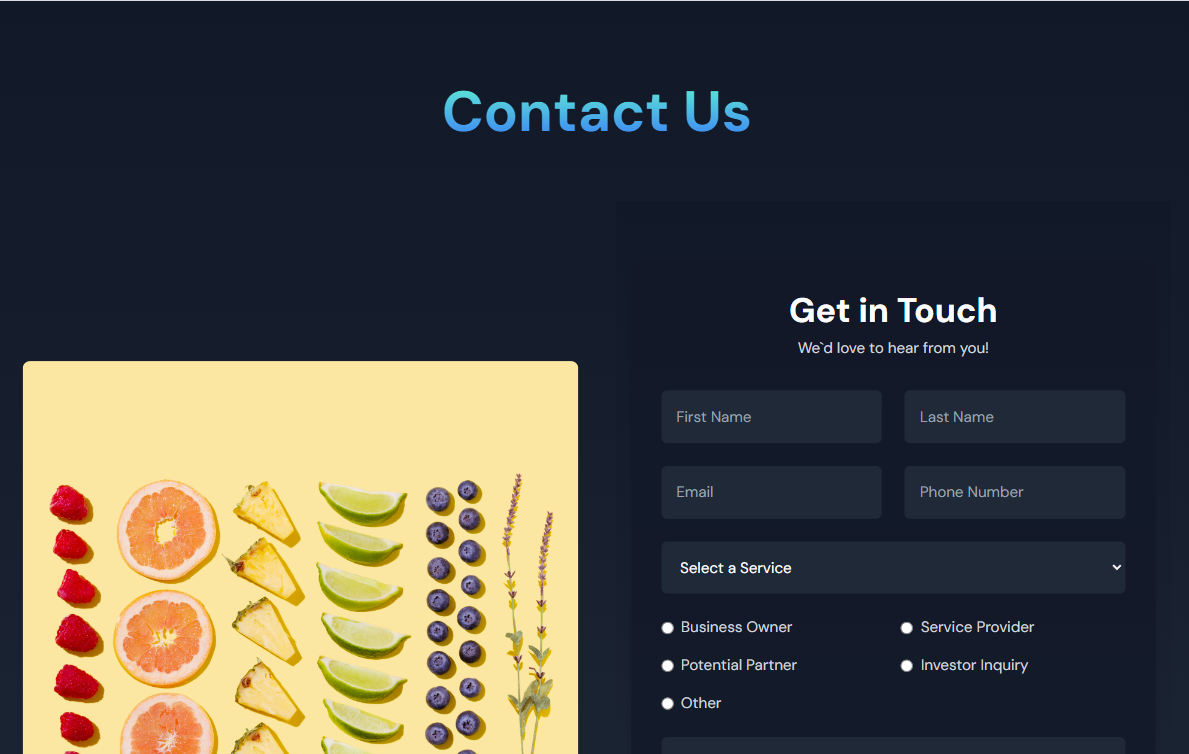 Contact Us
Get in Touch
We`d love to hear from you!
First Name
Last Name
Email
Phone Number
Select a Service
Business Owner
Service Provider
Potential Partner
Investor Inquiry
Other